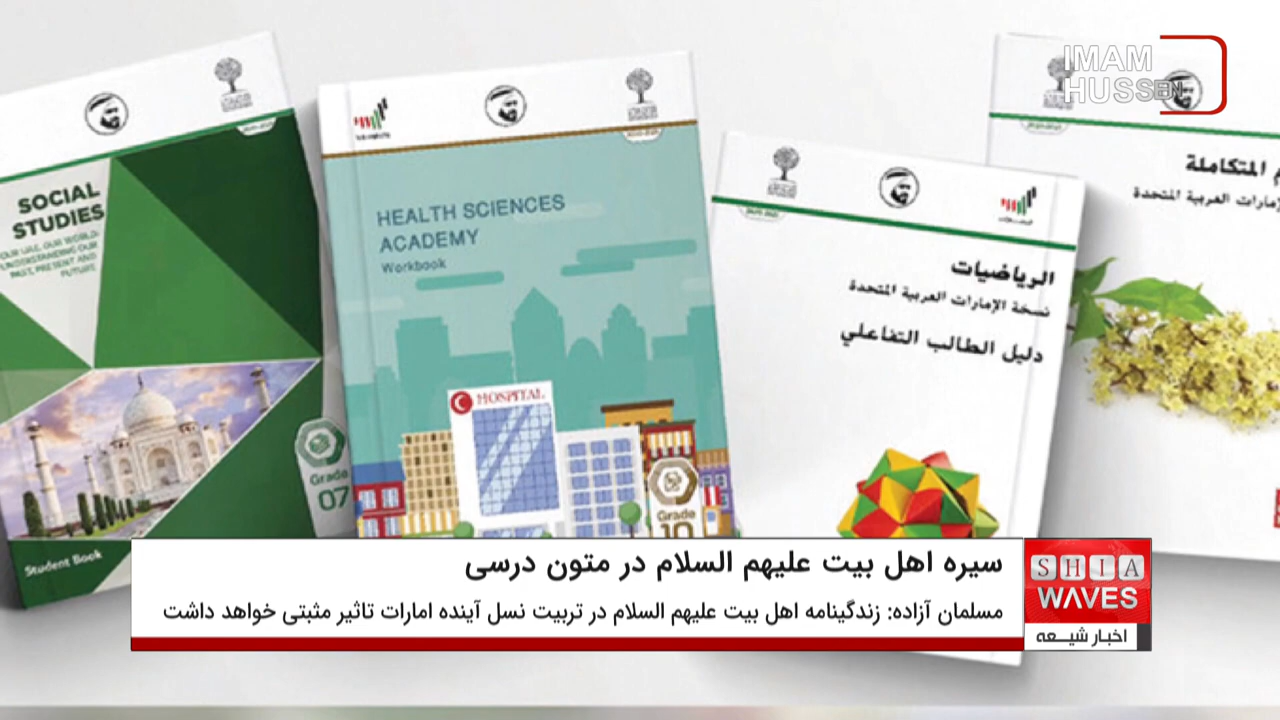 IMAM
HUSSEIN
SOCIAL
STUDIES
OUR UAE, OUR WORLD:
UNDERSTANDING OUR
PAST, PRESENT AND
FUTURE
Grade
07
Student Book
HEALTH SCIENCES
ACADEMY
Workbook
HOSPITAL
Grade
10
الرياضيات
نسخة الإمارات العربية المتحدة
دليل الطالب التفاعلي
المتكاملة
الإمارات العربية المتحدة
سیره اهل بیت علیهم السلام در متون درسی
مسلمان آزاده: زندگینامه اهل بیت علیهم السلام در تربیت نسل آینده امارات تاثیر مثبتی خواهد داشت
SHIA
WAVES
اخبار شیـعه